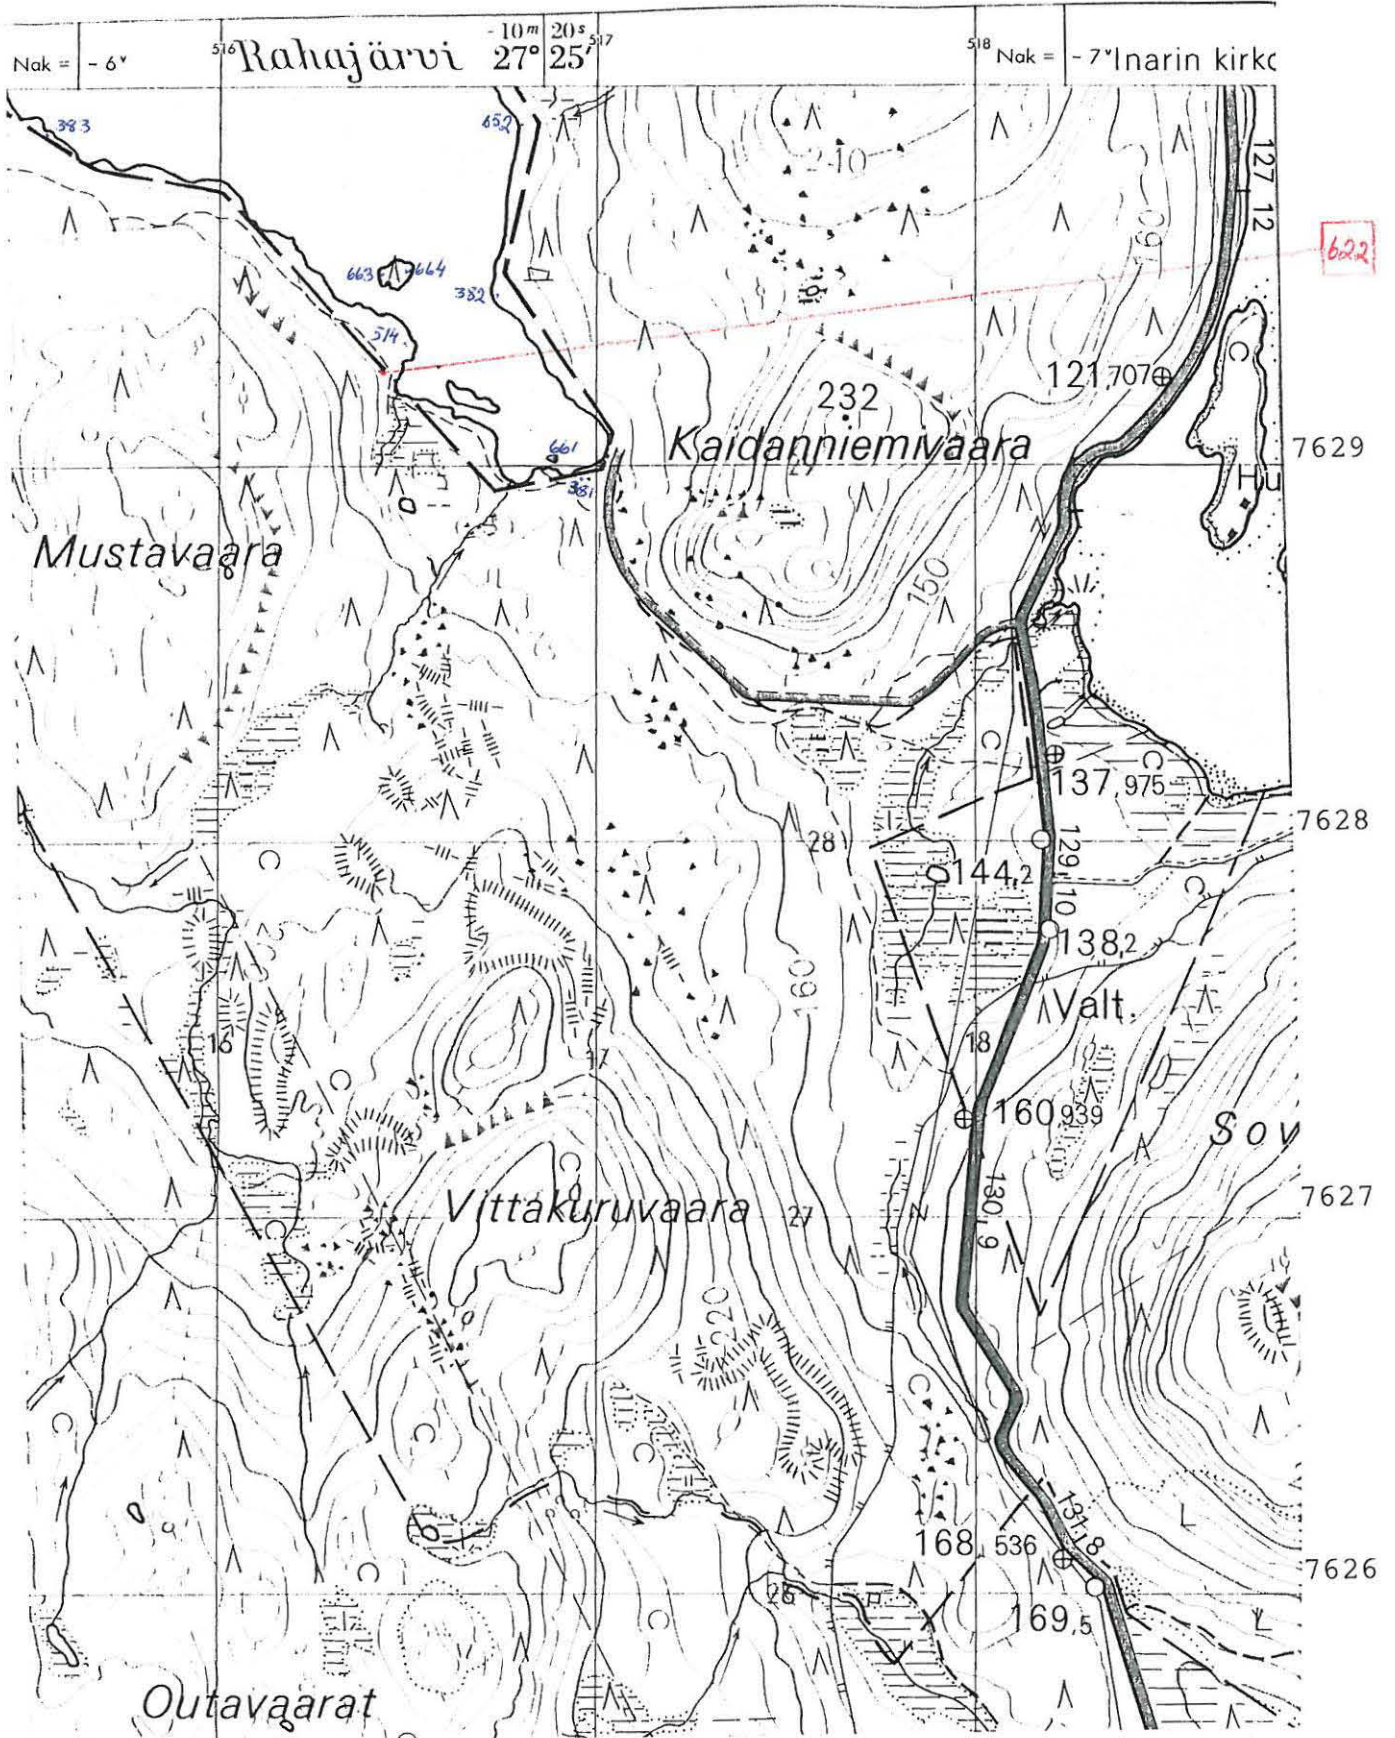 516 Rahajärvi -10ᵐ 20ˢ 517 518
Nak = -6ᵛ 27° 25′ Nak = -7ᵛ Inarin kirkc
383 652
210
127 12
190
622
663 664
382
514
121,707
232
661 Kaidanniemivaara 7629
381
Hu
Mustavaara
150
137,975
28 7628
144,2
129,10
138,2
160
Valt.
16 17 18
160,939
Sov
Vittakuruvaara 27 7627
130,9
220
131,8
168,536
7626
26
169,5
Outavaarat